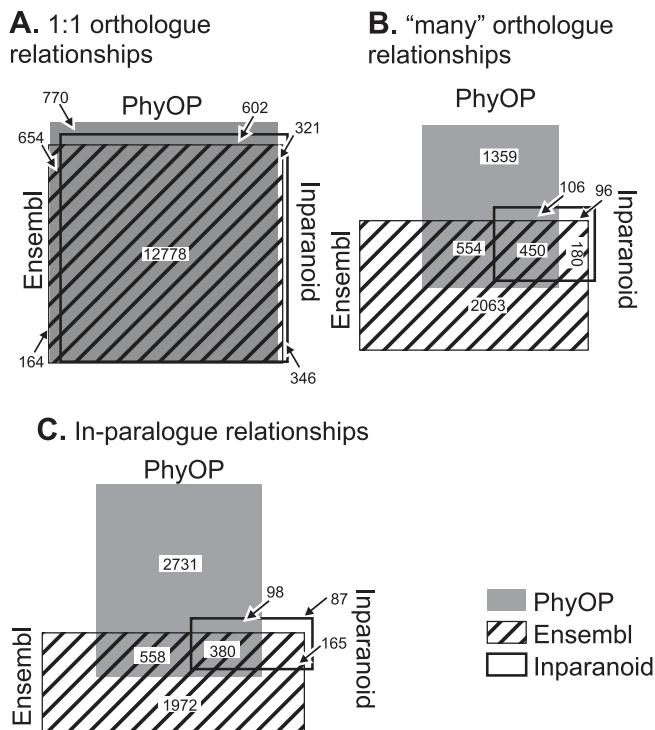 A. 1:1 orthologue
relationships
770
PhyOP
602
654
321
Ensembl
Inparanoid
12778
164
346
B. “many” orthologue
relationships
PhyOP
1359
106
96
Inparanoid
Ensembl
554
450
180
2063
C. In-paralogue relationships
PhyOP
2731
98
87
Inparanoid
Ensembl
558
380
165
1972
PhyOP
Ensembl
Inparanoid